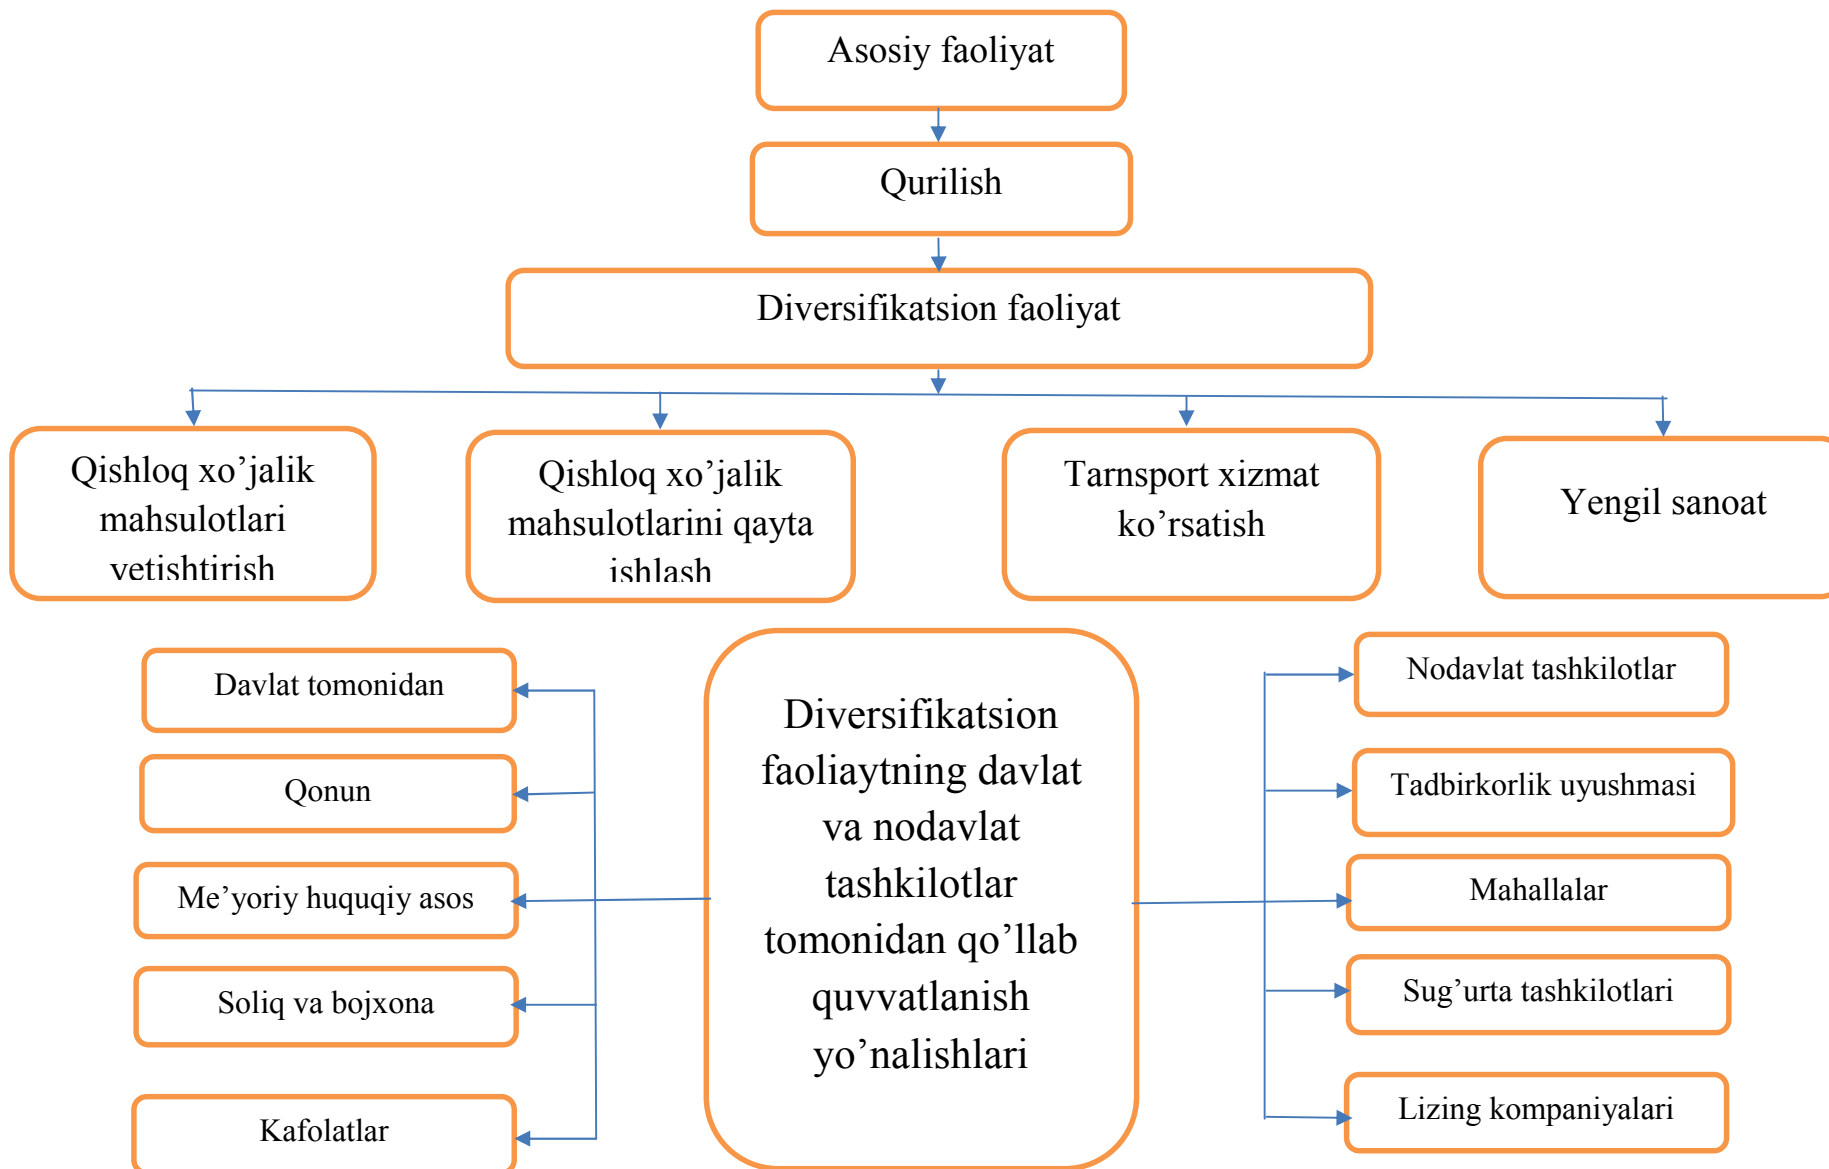 Asosiy faoliyat
Qurilish
Diversifikatsion faoliyat
Qishloq xo’jalik
mahsulotlari
yetishtirish
Qishloq xo’jalik
mahsulotlarini qayta
ishlash
Tarnsport xizmat
ko’rsatish
Yengil sanoat
Davlat tomonidan
Qonun
Me’yoriy huquqiy asos
Soliq va bojxona
Kafolatlar
Diversifikatsion
faoliaytning davlat
va nodavlat
tashkilotlar
tomonidan qo’llab
quvvatlanish
yo’nalishlari
Nodavlat tashkilotlar
Tadbirkorlik uyushmasi
Mahallalar
Sug’urta tashkilotlari
Lizing kompaniyalari